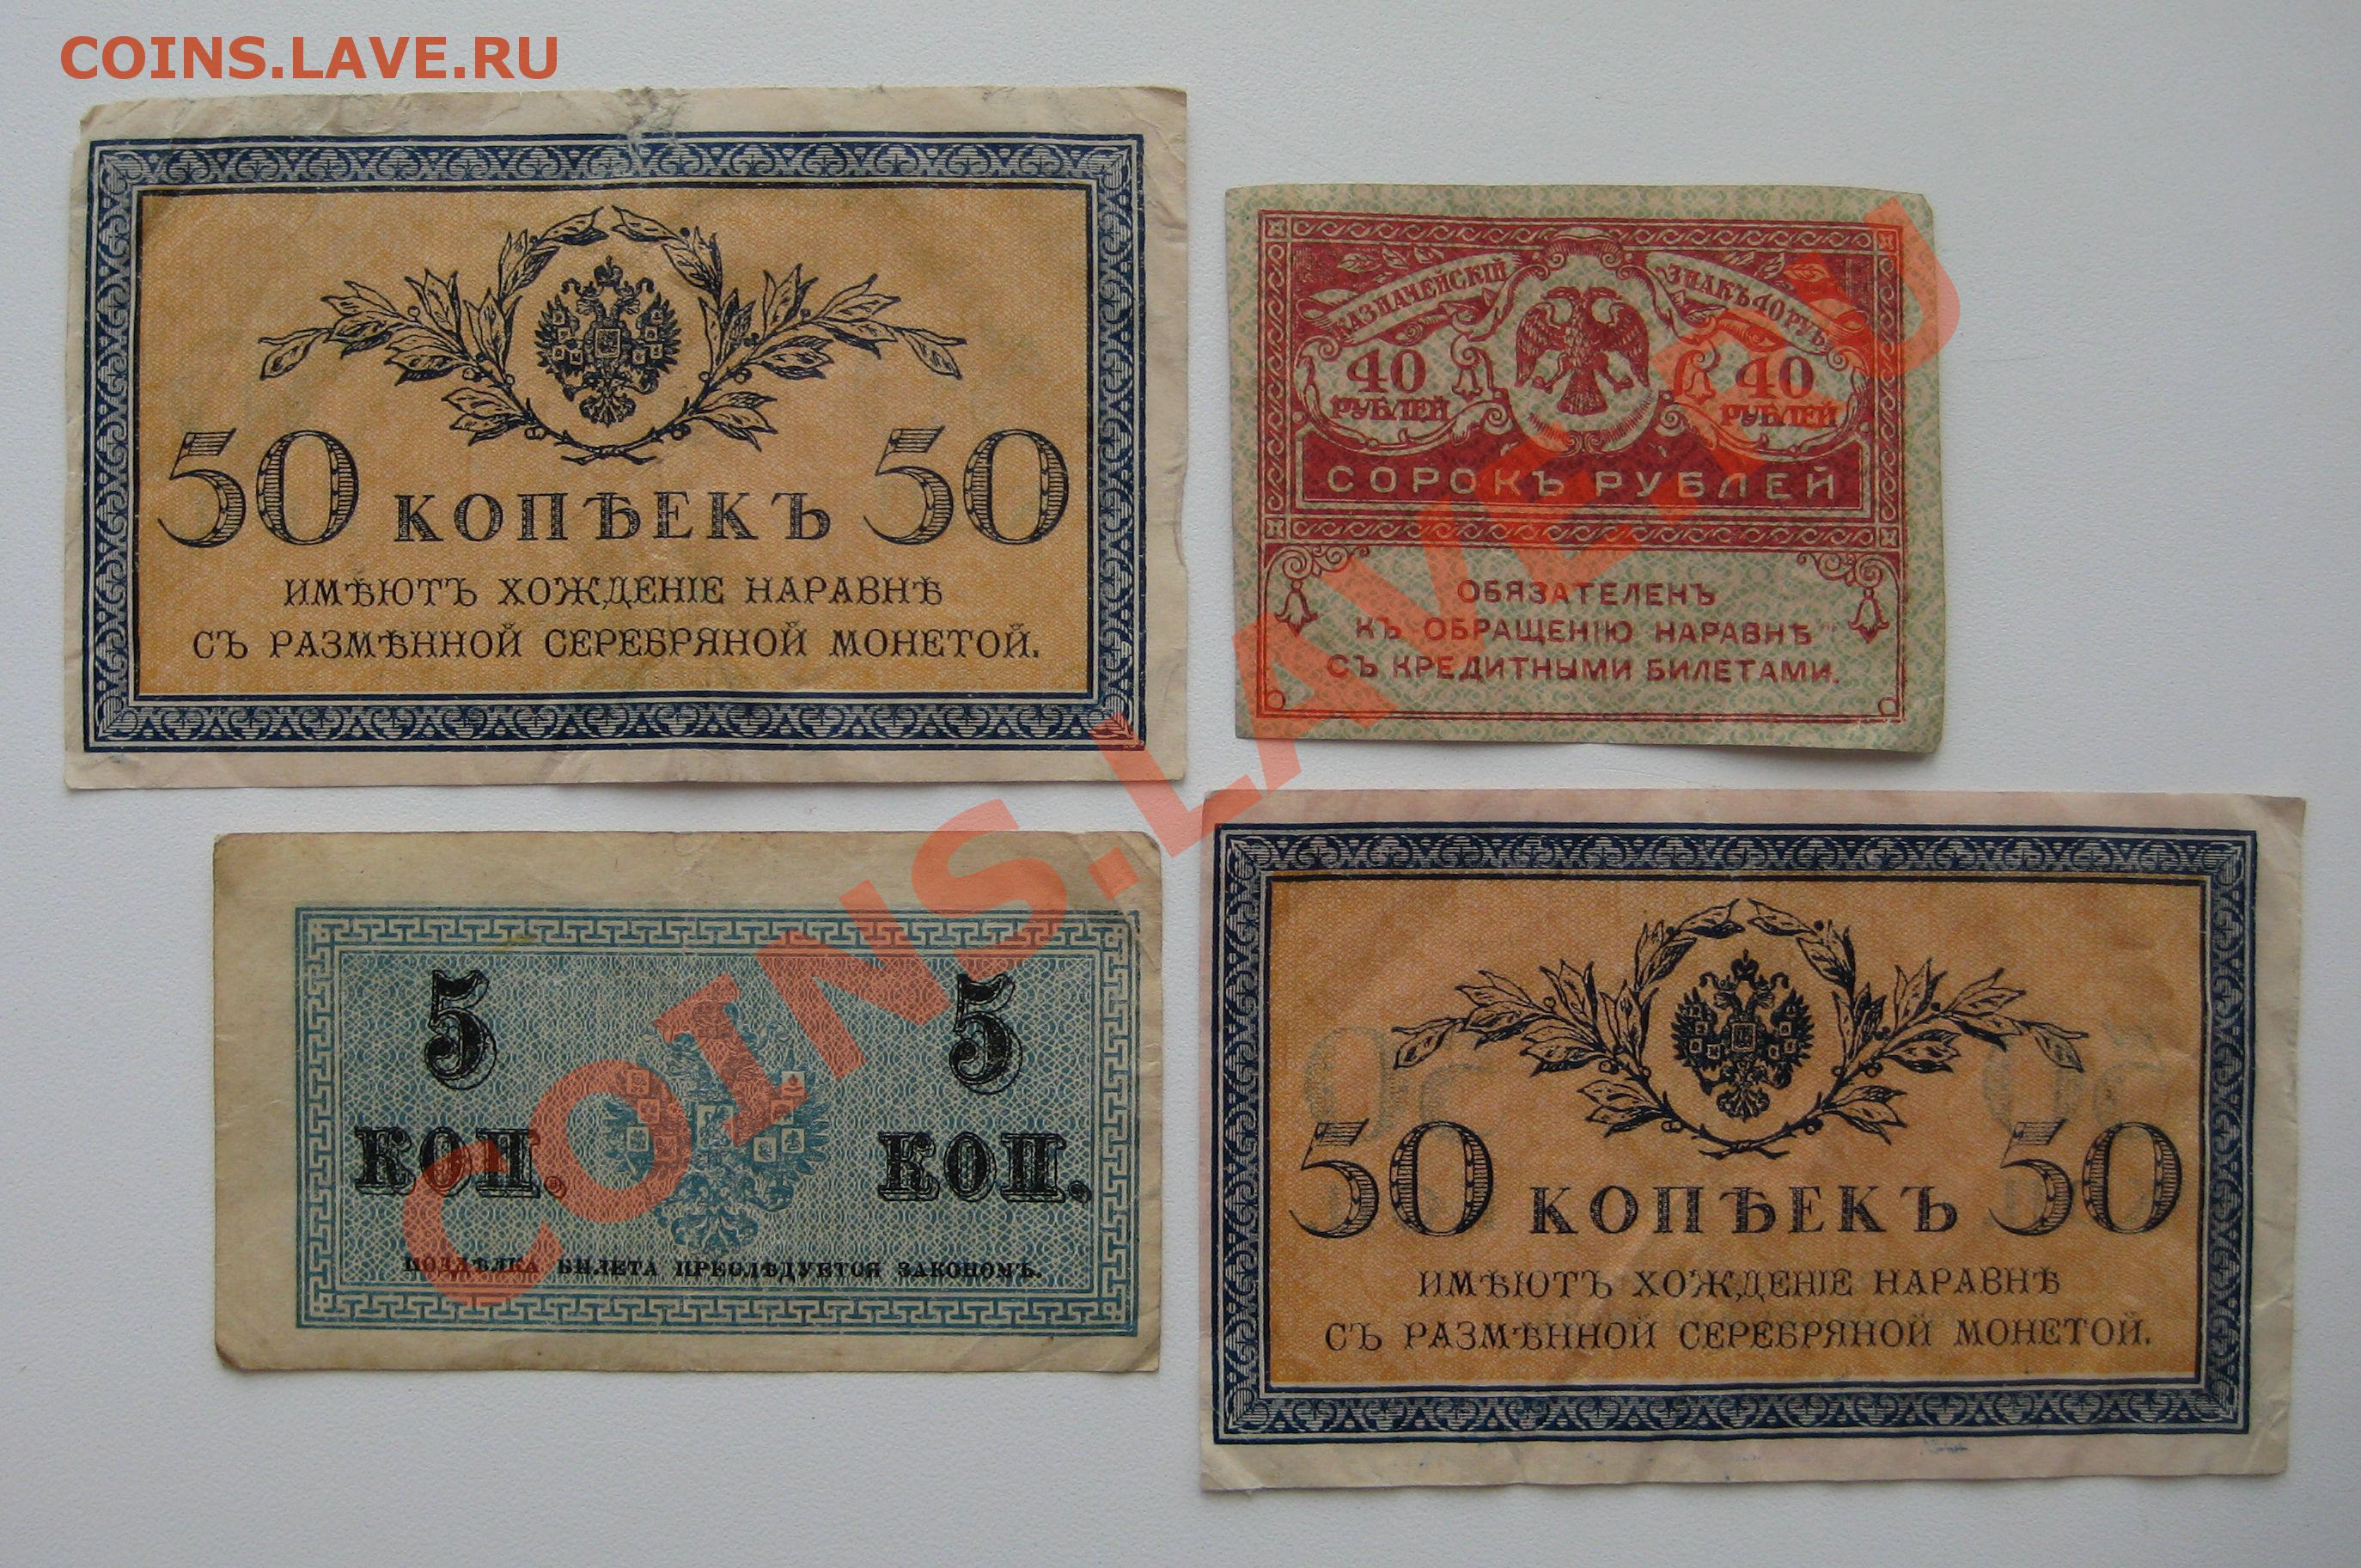 COINS.LAVE.RU
50 КОПѢЕКЪ 50
ИМѢЮТЪ ХОЖДЕНІЕ НАРАВНѢ
СЪ РАЗМѢННОЙ СЕРЕБРЯНОЙ МОНЕТОЙ.
КАЗНАЧЕЙСКІЙ ЗНАКЪ 40 РУБ.
40 40
РУБЛЕЙ РУБЛЕЙ
СОРОКЪ РУБЛЕЙ
ОБЯЗАТЕЛЕНЪ
КЪ ОБРАЩЕНІЮ НАРАВНѢ
СЪ КРЕДИТНЫМИ БИЛЕТАМИ.
5 5
КОП. КОП.
ПОДДѢЛКА БИЛЕТА ПРЕСЛѢДУЕТСЯ ЗАКОНОМЪ.
50 КОПѢЕКЪ 50
ИМѢЮТЪ ХОЖДЕНІЕ НАРАВНѢ
СЪ РАЗМѢННОЙ СЕРЕБРЯНОЙ МОНЕТОЙ.
COINS.LAVE.RU